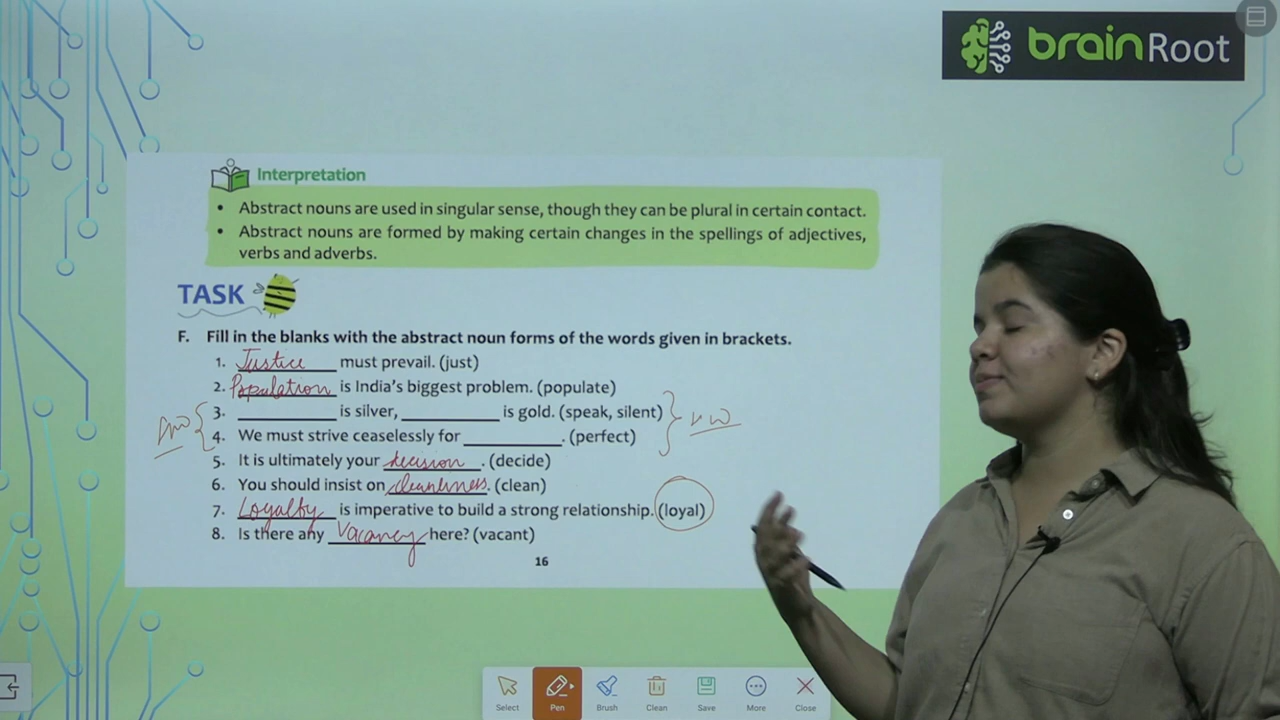 brainRoot
Interpretation
• Abstract nouns are used in singular sense, though they can be plural in certain contact.
• Abstract nouns are formed by making certain changes in the spellings of adjectives,
verbs and adverbs.
TASK
F. Fill in the blanks with the abstract noun forms of the words given in brackets.
1. Justice must prevail. (just)
2. Population is India's biggest problem. (populate)
3. __________ is silver, __________ is gold. (speak, silent)
4. We must strive ceaselessly for __________. (perfect)
5. It is ultimately your decision. (decide)
6. You should insist on cleanliness. (clean)
7. Loyalty is imperative to build a strong relationship. (loyal)
8. Is there any Vacancy here? (vacant)
16
Select Pen Brush Clean Save More Close